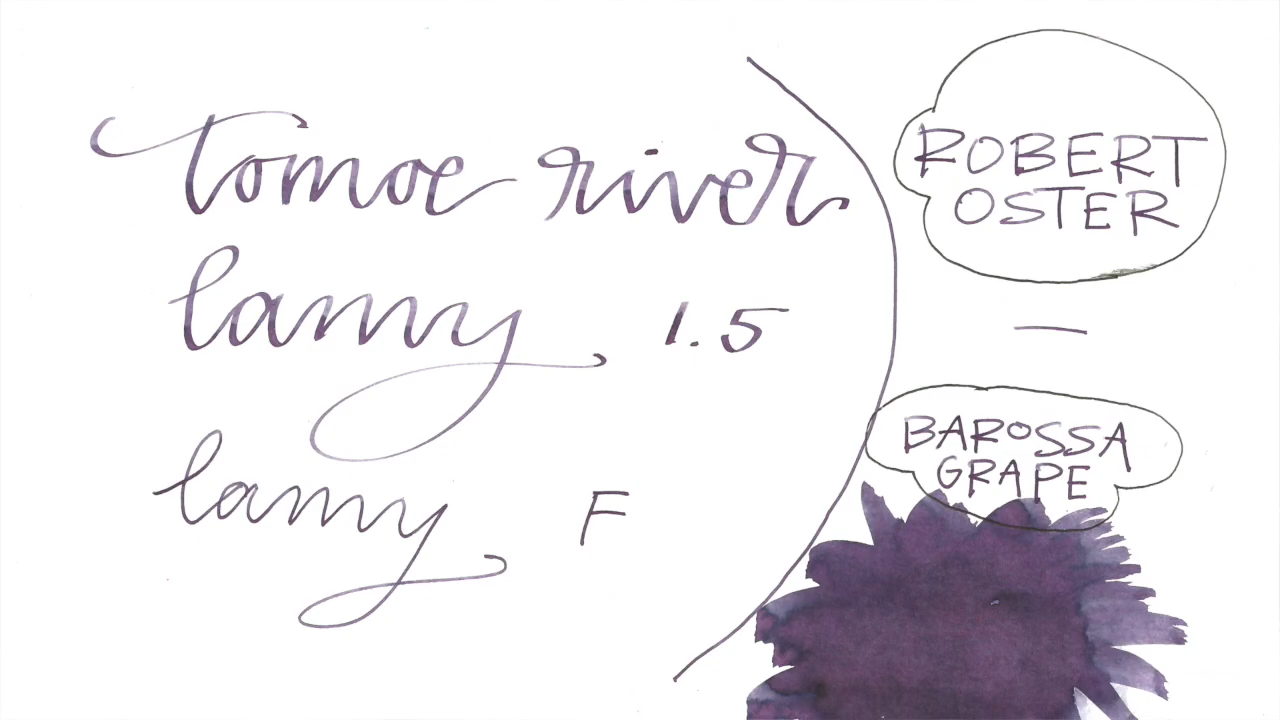 tomoe river
lamy 1.5
lamy F
ROBERT
OSTER
—
BAROSSA
GRAPE